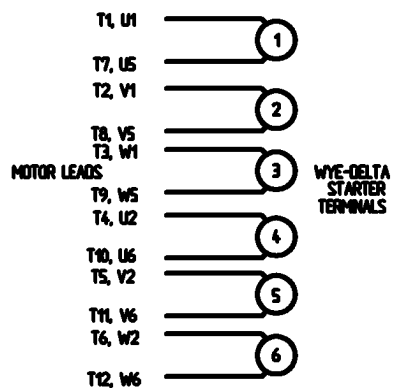 T1, U1
1
T7, U5
T2, V1
2
T8, V5
T3, W1
MOTOR LEADS
3
WYE-DELTA
STARTER
TERMINALS
T9, W5
T4, U2
4
T10, U6
T5, V2
5
T11, V6
T6, W2
6
T12, W6